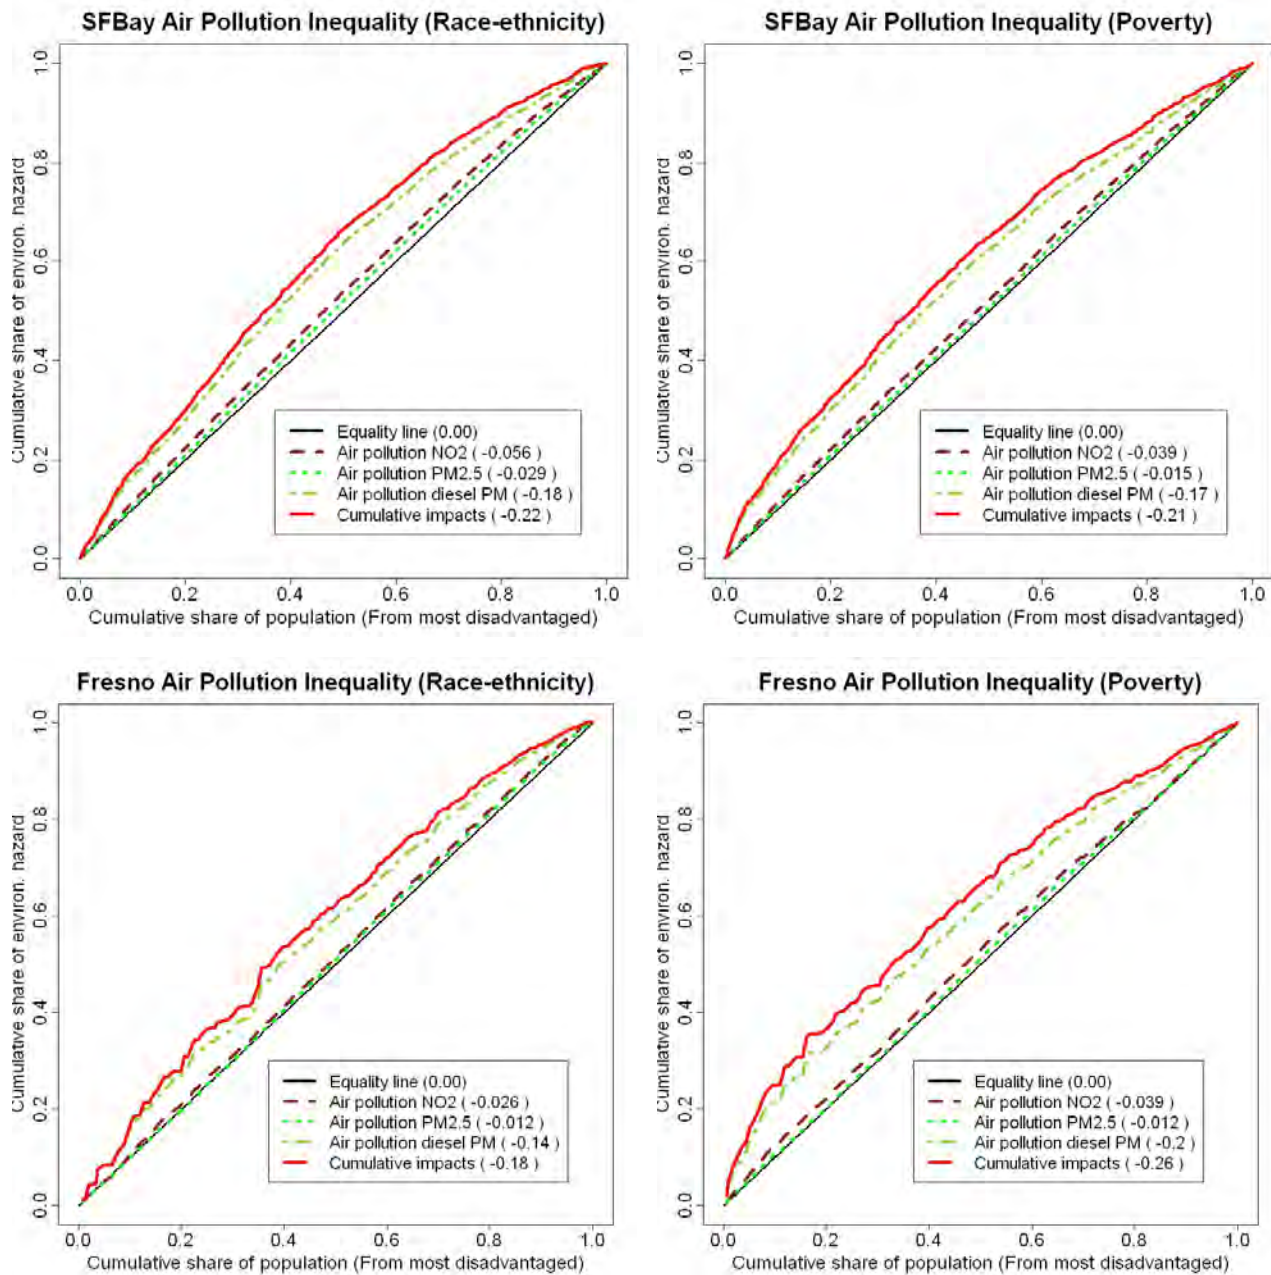 SFBay Air Pollution Inequality (Race-ethnicity)
Cumulative share of environ. hazard
1.0
0.8
0.6
0.4
0.2
0.0
Equality line (0.00)
Air pollution NO2 ( -0.056 )
Air pollution PM2.5 ( -0.029 )
Air pollution diesel PM ( -0.18 )
Cumulative impacts ( -0.22 )
0.0 0.2 0.4 0.6 0.8 1.0
Cumulative share of population (From most disadvantaged)
SFBay Air Pollution Inequality (Poverty)
Cumulative share of environ. hazard
1.0
0.8
0.6
0.4
0.2
0.0
Equality line (0.00)
Air pollution NO2 ( -0.039 )
Air pollution PM2.5 ( -0.015 )
Air pollution diesel PM ( -0.17 )
Cumulative impacts ( -0.21 )
0.0 0.2 0.4 0.6 0.8 1.0
Cumulative share of population (From most disadvantaged)
Fresno Air Pollution Inequality (Race-ethnicity)
Cumulative share of environ. hazard
1.0
0.8
0.6
0.4
0.2
0.0
Equality line (0.00)
Air pollution NO2 ( -0.026 )
Air pollution PM2.5 ( -0.012 )
Air pollution diesel PM ( -0.14 )
Cumulative impacts ( -0.18 )
0.0 0.2 0.4 0.6 0.8 1.0
Cumulative share of population (From most disadvantaged)
Fresno Air Pollution Inequality (Poverty)
Cumulative share of environ. hazard
1.0
0.8
0.6
0.4
0.2
0.0
Equality line (0.00)
Air pollution NO2 ( -0.039 )
Air pollution PM2.5 ( -0.012 )
Air pollution diesel PM ( -0.2 )
Cumulative impacts ( -0.26 )
0.0 0.2 0.4 0.6 0.8 1.0
Cumulative share of population (From most disadvantaged)